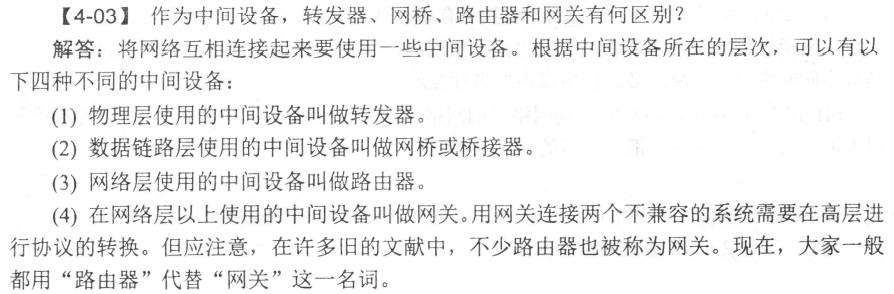 【4-03】 作为中间设备，转发器、网桥、路由器和网关有何区别？
解答：将网络互相连接起来要使用一些中间设备。根据中间设备所在的层次，可以有以
下四种不同的中间设备：
(1) 物理层使用的中间设备叫做转发器。
(2) 数据链路层使用的中间设备叫做网桥或桥接器。
(3) 网络层使用的中间设备叫做路由器。
(4) 在网络层以上使用的中间设备叫做网关。用网关连接两个不兼容的系统需要在高层进
行协议的转换。但应注意，在许多旧的文献中，不少路由器也被称为网关。现在，大家一般
都用“路由器”代替“网关”这一名词。